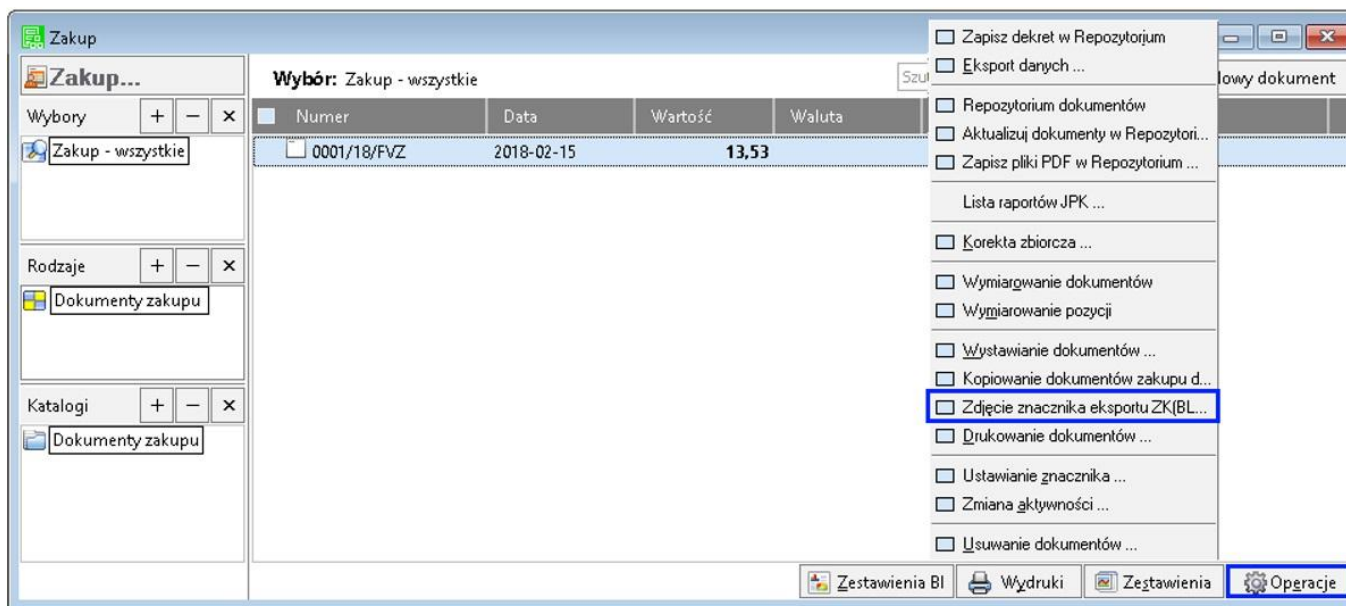 Zakup
Zakup...
Wybory
Zakup - wszystkie
Rodzaje
Dokumenty zakupu
Katalogi
Dokumenty zakupu
Wybór: Zakup - wszystkie
Numer Data Wartość Waluta
0001/18/FVZ 2018-02-15 13,53
dokument
Zapisz dekret w Repozytorium
Eksport danych ...
Repozytorium dokumentów
Aktualizuj dokumenty w Repozytori...
Zapisz pliki PDF w Repozytorium ...
Lista raportów JPK ...
Korekta zbiorcza ...
Wymiarowanie dokumentów
Wymiarowanie pozycji
Wystawianie dokumentów ...
Kopiowanie dokumentów zakupu d...
Zdjęcie znacznika eksportu ZK(BL...
Drukowanie dokumentów ...
Ustawianie znacznika ...
Zmiana aktywności ...
Usuwanie dokumentów ...
Zestawienia BI Wydruki Zestawienia Operacje